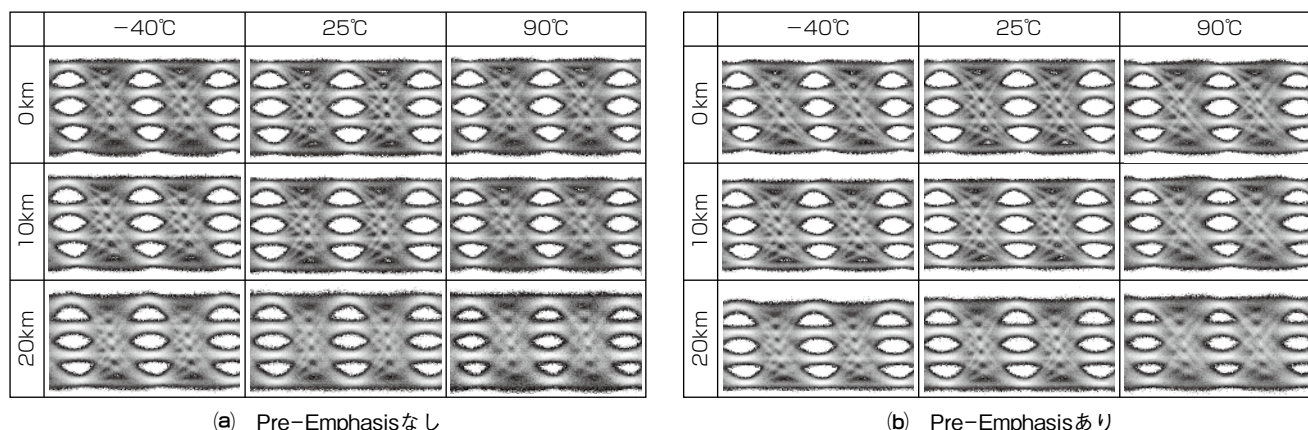 −40℃ 25℃ 90℃
0km
10km
20km
(a) Pre−Emphasisなし
−40℃ 25℃ 90℃
0km
10km
20km
(b) Pre−Emphasisあり